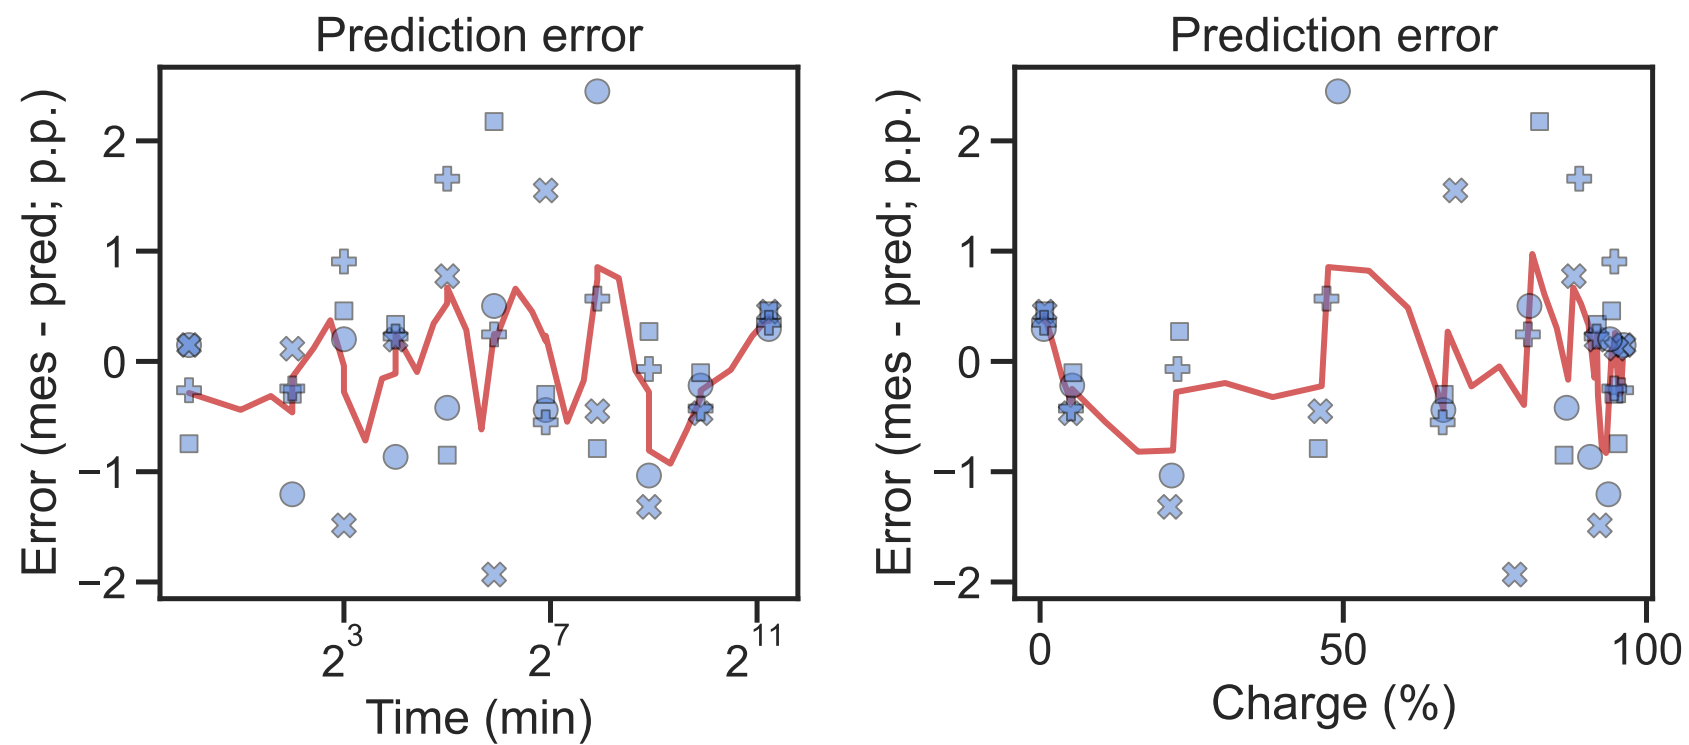 Prediction error
Error (mes - pred; p.p.)
2
1
0
−1
−2
2^3
2^7
2^11
Time (min)
Prediction error
Error (mes - pred; p.p.)
2
1
0
−1
−2
0
50
100
Charge (%)